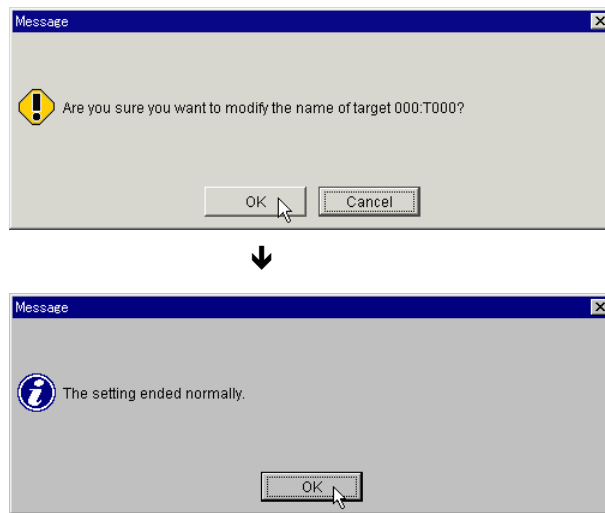 Message
Are you sure you want to modify the name of target 000:T000?
OK Cancel
Message
The setting ended normally.
OK